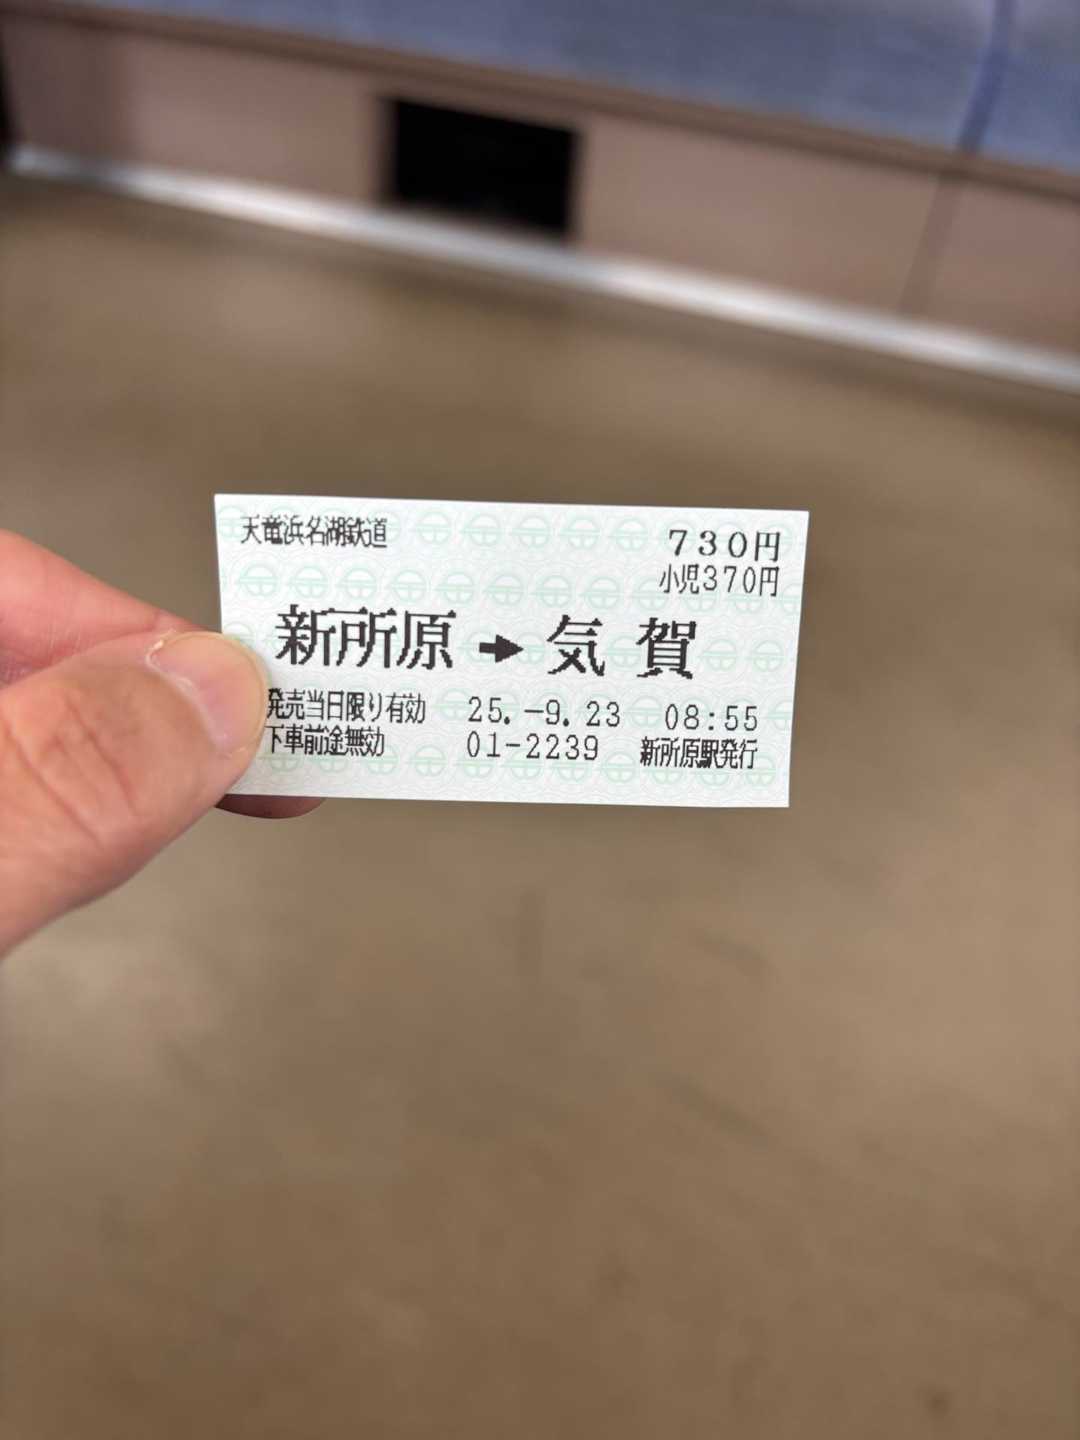 天竜浜名湖鉄道
730円
小児370円
新所原➡気賀
発売当日限り有効 25.-9.23 08:55
下車前途無効 01-2239 新所原駅発行